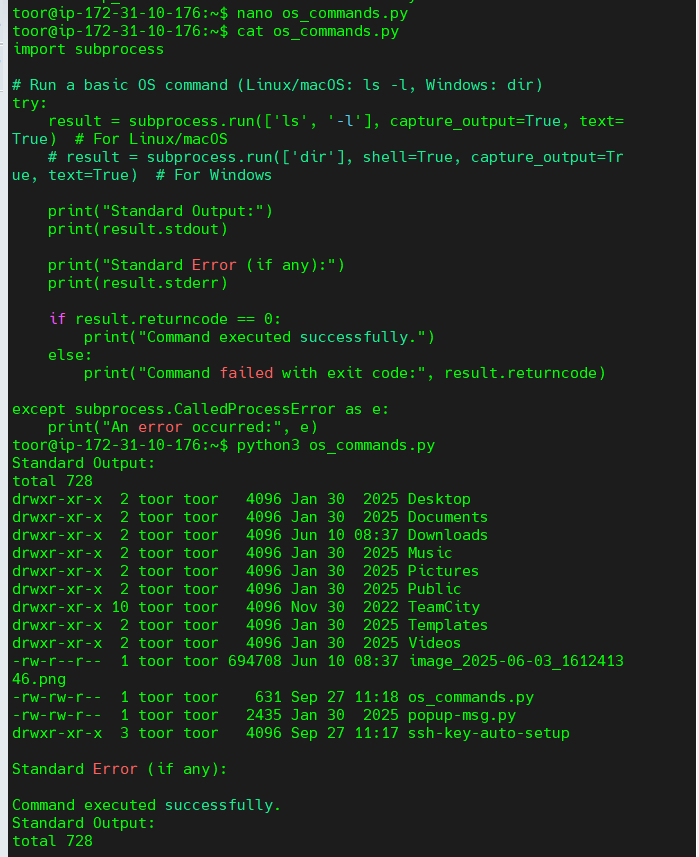 toor@ip-172-31-10-176:~$ nano os_commands.py
toor@ip-172-31-10-176:~$ cat os_commands.py
import subprocess

# Run a basic OS command (Linux/macOS: ls -l, Windows: dir)
try:
    result = subprocess.run(['ls', '-l'], capture_output=True, text=
True)  # For Linux/macOS
    # result = subprocess.run(['dir'], shell=True, capture_output=Tr
ue, text=True)  # For Windows

    print("Standard Output:")
    print(result.stdout)

    print("Standard Error (if any):")
    print(result.stderr)

    if result.returncode == 0:
        print("Command executed successfully.")
    else:
        print("Command failed with exit code:", result.returncode)

except subprocess.CalledProcessError as e:
    print("An error occurred:", e)
toor@ip-172-31-10-176:~$ python3 os_commands.py
Standard Output:
total 728
drwxr-xr-x  2 toor toor   4096 Jan 30  2025 Desktop
drwxr-xr-x  2 toor toor   4096 Jan 30  2025 Documents
drwxr-xr-x  2 toor toor   4096 Jun 10 08:37 Downloads
drwxr-xr-x  2 toor toor   4096 Jan 30  2025 Music
drwxr-xr-x  2 toor toor   4096 Jan 30  2025 Pictures
drwxr-xr-x  2 toor toor   4096 Jan 30  2025 Public
drwxr-xr-x 10 toor toor   4096 Nov 30  2022 TeamCity
drwxr-xr-x  2 toor toor   4096 Jan 30  2025 Templates
drwxr-xr-x  2 toor toor   4096 Jan 30  2025 Videos
-rw-r--r--  1 toor toor 694708 Jun 10 08:37 image_2025-06-03_1612413
46.png
-rw-rw-r--  1 toor toor    631 Sep 27 11:18 os_commands.py
-rw-rw-r--  1 toor toor   2435 Jan 30  2025 popup-msg.py
drwxr-xr-x  3 toor toor   4096 Sep 27 11:17 ssh-key-auto-setup

Standard Error (if any):

Command executed successfully.
Standard Output:
total 728